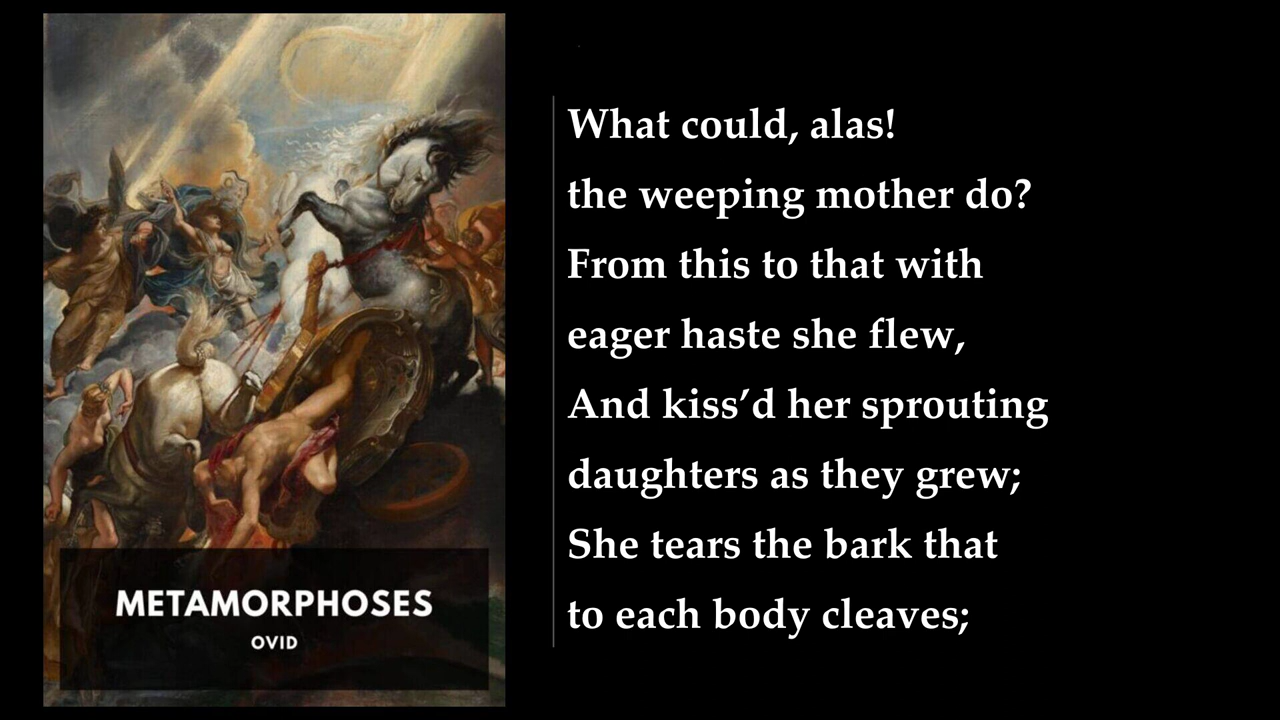 METAMORPHOSES
OVID
What could, alas!
the weeping mother do?
From this to that with
eager haste she flew,
And kiss’d her sprouting
daughters as they grew;
She tears the bark that
to each body cleaves;